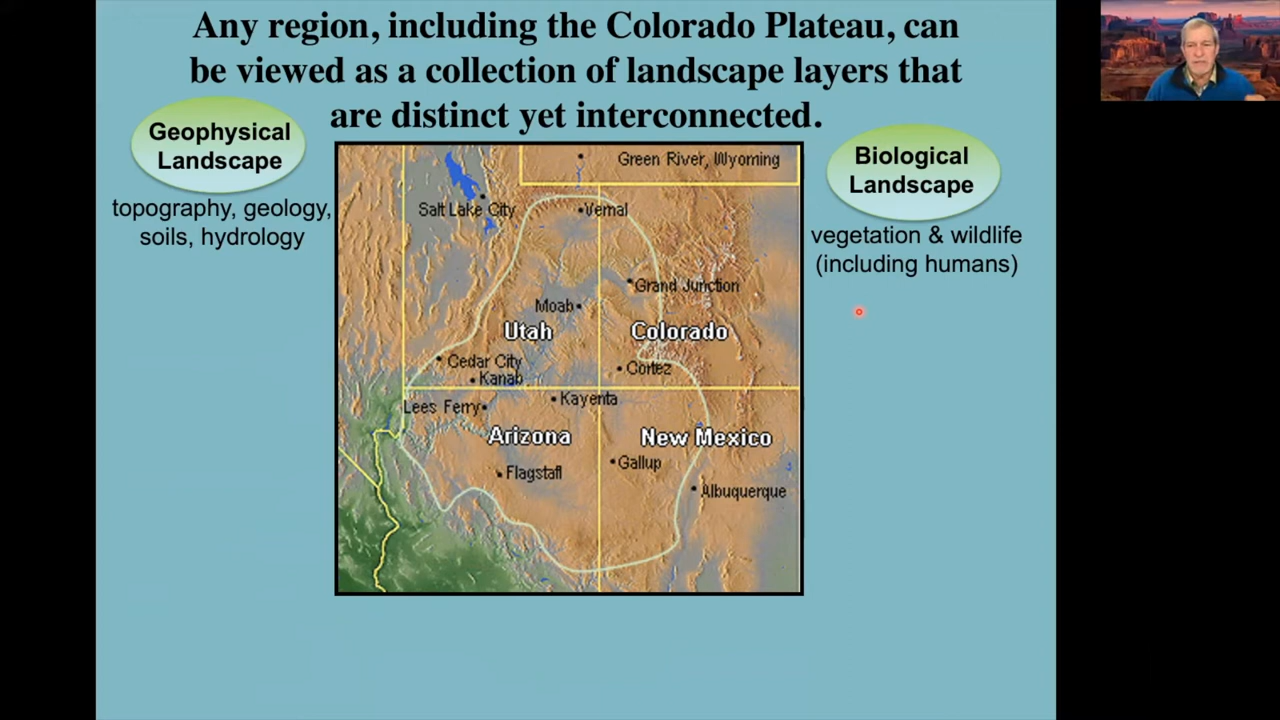 Any region, including the Colorado Plateau, can
be viewed as a collection of landscape layers that
are distinct yet interconnected.
Geophysical
Landscape
topography, geology,
soils, hydrology
Biological
Landscape
vegetation & wildlife
(including humans)
Green River, Wyoming
Salt Lake City
Vernal
Grand Junction
Moab
Utah
Colorado
Cedar City
Cortez
Kanab
Kayenta
Lees Ferry
Arizona
New Mexico
Gallup
Flagstaff
Albuquerque